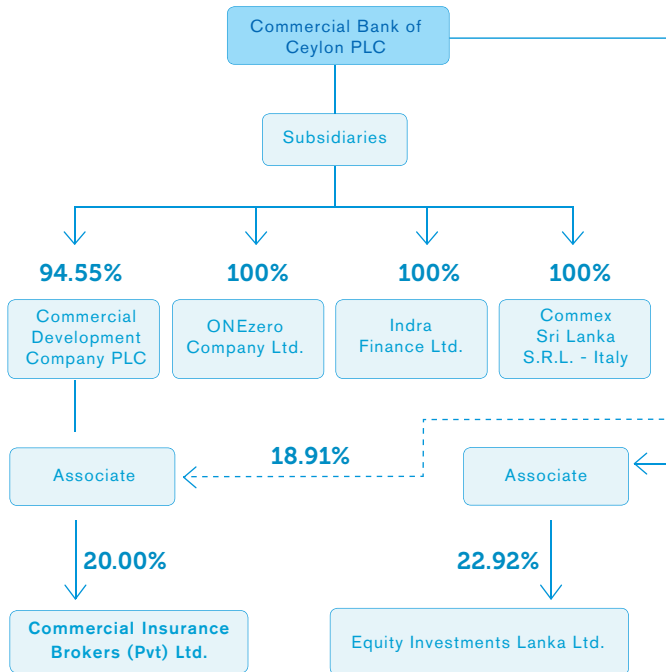 Commercial Bank of
Ceylon PLC
Subsidiaries
94.55%
100%
100%
100%
Commercial
Development
Company PLC
ONEzero
Company Ltd.
Indra
Finance Ltd.
Commex
Sri Lanka
S.R.L. - Italy
18.91%
Associate
Associate
20.00%
22.92%
Commercial Insurance
Brokers (Pvt) Ltd.
Equity Investments Lanka Ltd.